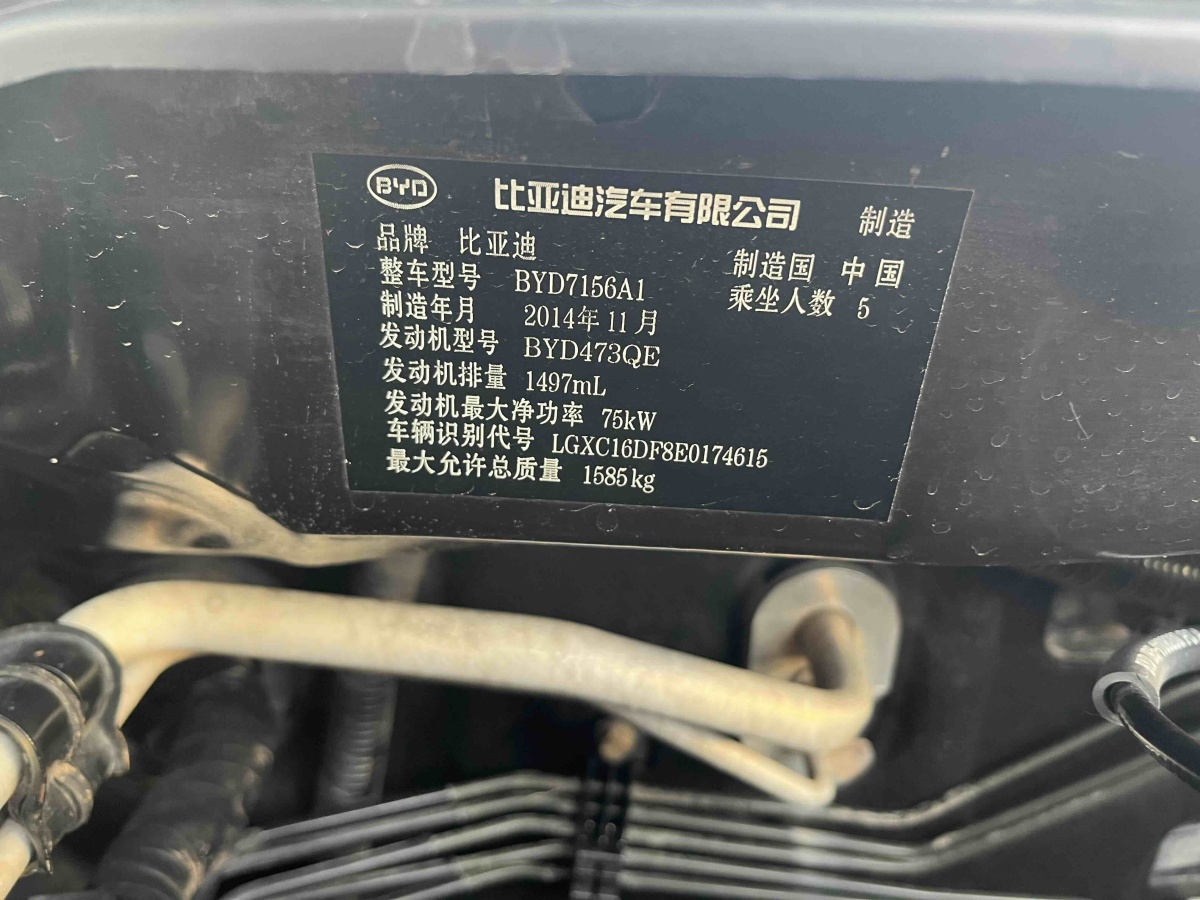 BYD 比亚迪汽车有限公司 制造
品牌 比亚迪 制造国 中国
整车型号 BYD7156A1 乘坐人数 5
制造年月 2014年11月
发动机型号 BYD473QE
发动机排量 1497mL
发动机最大净功率 75kW
车辆识别代号 LGXC16DF8E0174615
最大允许总质量 1585kg